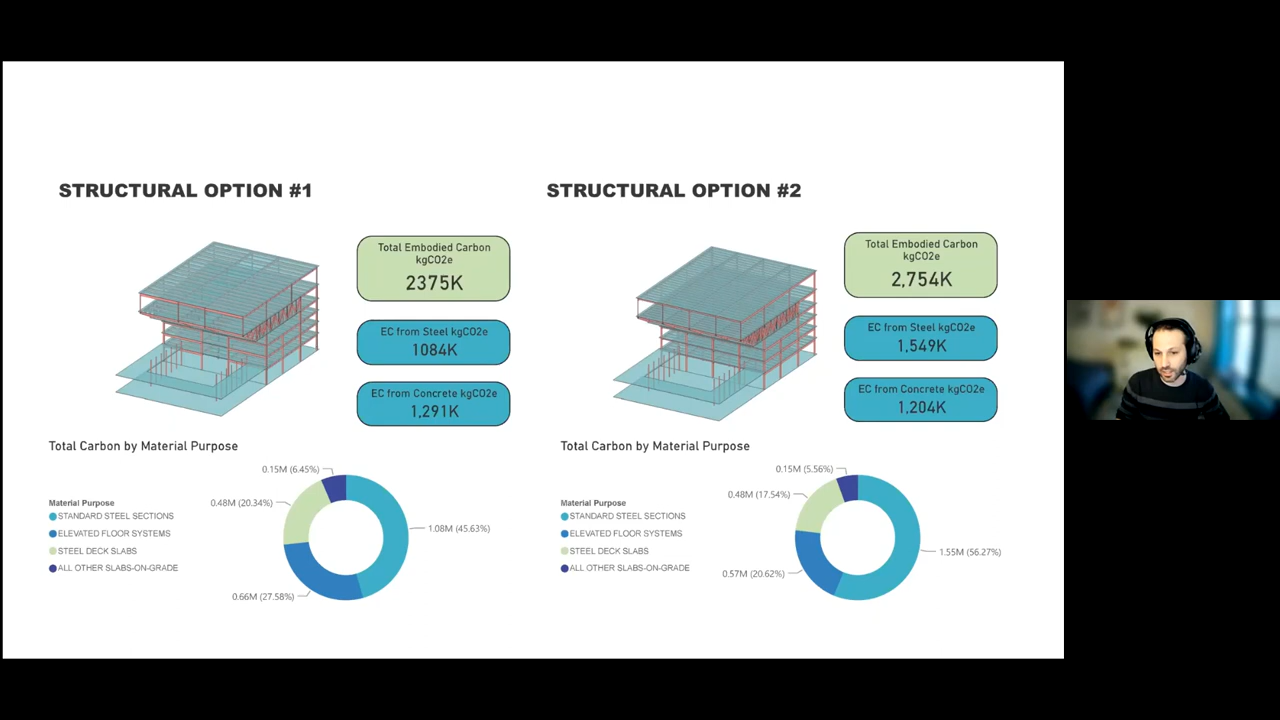 STRUCTURAL OPTION #1
Total Embodied Carbon
kgCO2e
2375K
EC from Steel kgCO2e
1084K
EC from Concrete kgCO2e
1,291K
Total Carbon by Material Purpose
Material Purpose
STANDARD STEEL SECTIONS
ELEVATED FLOOR SYSTEMS
STEEL DECK SLABS
ALL OTHER SLABS-ON-GRADE
0.15M (6.45%)
0.48M (20.34%)
1.08M (45.63%)
0.66M (27.58%)
STRUCTURAL OPTION #2
Total Embodied Carbon
kgCO2e
2,754K
EC from Steel kgCO2e
1,549K
EC from Concrete kgCO2e
1,204K
Total Carbon by Material Purpose
Material Purpose
STANDARD STEEL SECTIONS
ELEVATED FLOOR SYSTEMS
STEEL DECK SLABS
ALL OTHER SLABS-ON-GRADE
0.15M (5.56%)
0.48M (17.54%)
1.55M (56.27%)
0.57M (20.62%)